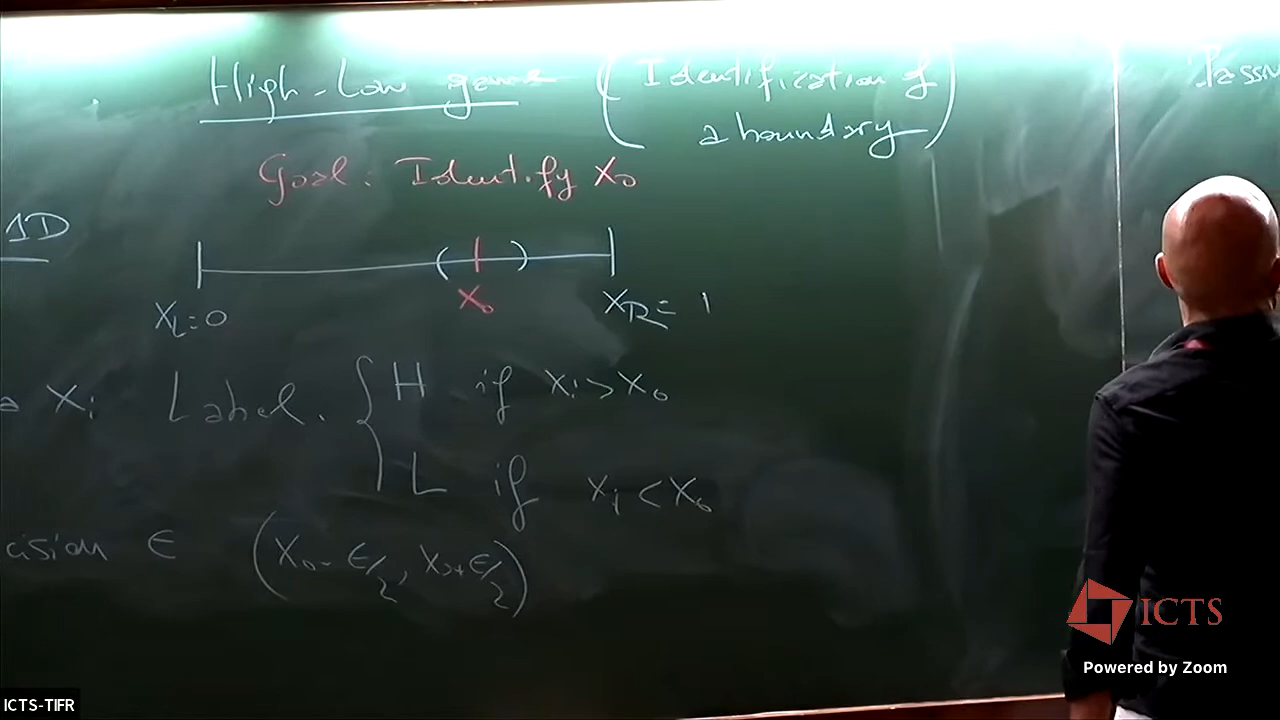 High-Low game (Identification of a boundary)
Goal: Identify X₀
1D
X_L=0 X₀ X_R=1
X_i Label. { H if X_i > X₀
L if X_i < X₀
cision ϵ (X₀-ϵ/2, X₀+ϵ/2)
Passiv
ICTS
Powered by Zoom
ICTS-TIFR